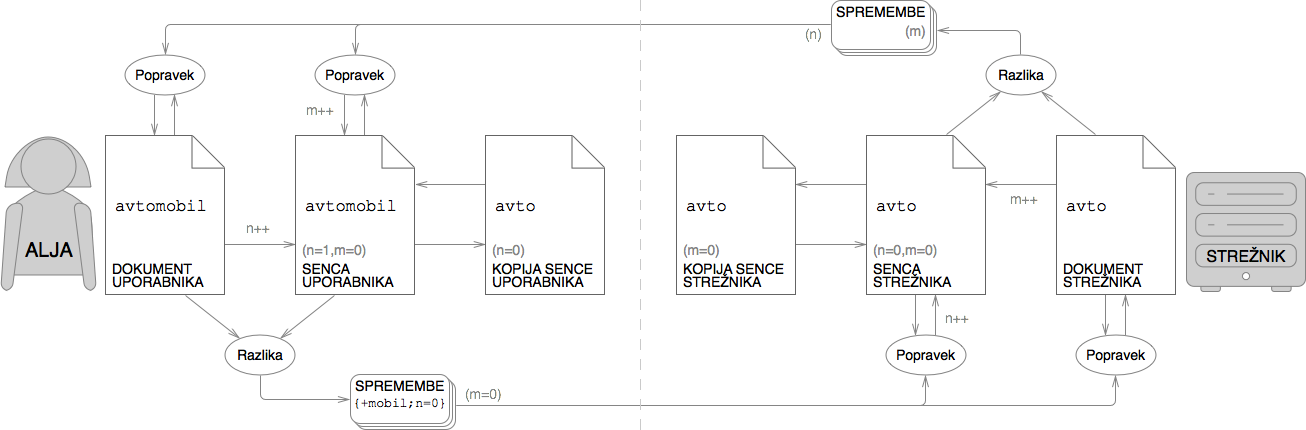 SPREMEMBE
(m)
(n)
Popravek
Popravek
Razlika
m++
avtomobil
avtomobil
avto
avto
avto
avto
m++
n++
ALJA
(n=1,m=0)
(n=0)
(m=0)
(n=0,m=0)
STREŽNIK
DOKUMENT
UPORABNIKA
SENCA
UPORABNIKA
KOPIJA SENCE
UPORABNIKA
KOPIJA SENCE
STREŽNIKA
SENCA
STREŽNIKA
DOKUMENT
STREŽNIKA
n++
Razlika
Popravek
Popravek
SPREMEMBE
{+mobil;n=0}
(m=0)